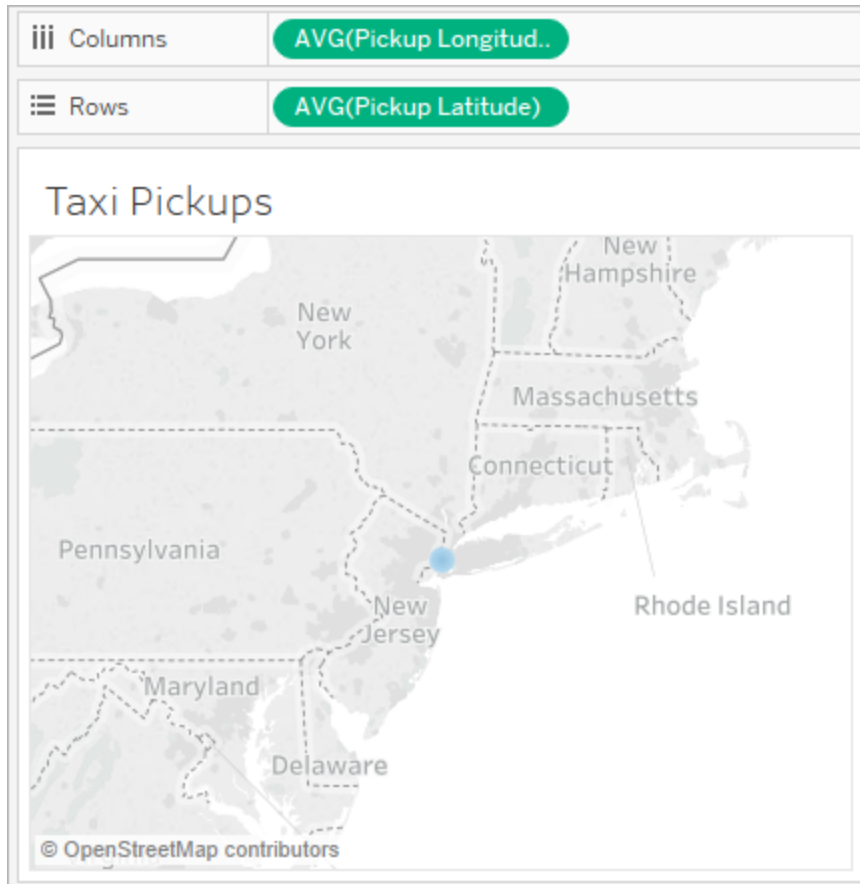 Columns
AVG(Pickup Longitud..
Rows
AVG(Pickup Latitude)
Taxi Pickups
New
Hampshire
New
York
Massachusetts
Connecticut
Pennsylvania
Rhode Island
New
Jersey
Maryland
Delaware
© OpenStreetMap contributors